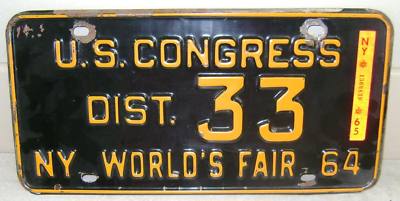 U.S. CONGRESS
DIST. 33
NY WORLD'S FAIR 64
NY
65